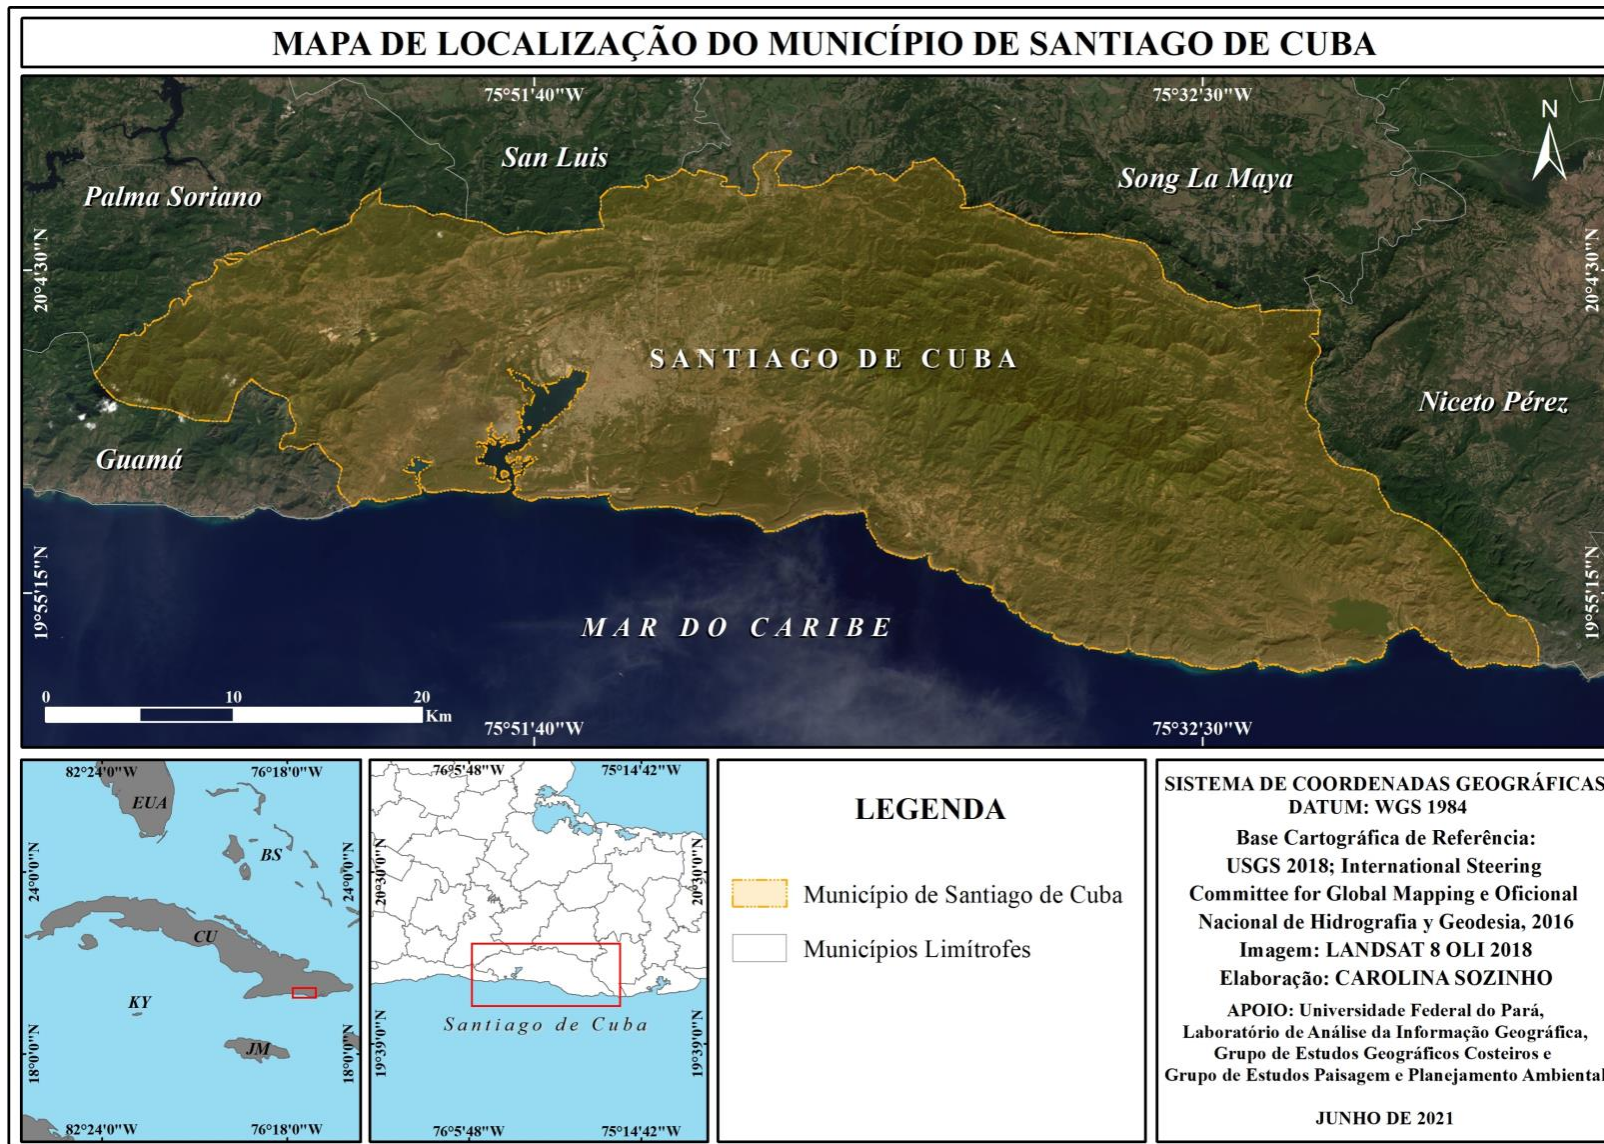 MAPA DE LOCALIZAÇÃO DO MUNICÍPIO DE SANTIAGO DE CUBA
75°51'40"W
75°32'30"W
N
San Luis
Song La Maya
Palma Soriano
20°4'30"N
20°4'30"N
SANTIAGO DE CUBA
Niceto Pérez
Guamá
19°55'15"N
19°55'15"N
MAR DO CARIBE
0 10 20
Km
75°51'40"W
75°32'30"W
82°24'0"W
76°18'0"W
EUA
BS
24°0'0"N
24°0'0"N
CU
KY
JM
18°0'0"N
18°0'0"N
82°24'0"W
76°18'0"W
76°5'48"W
75°14'42"W
20°30'0"N
20°30'0"N
Santiago de Cuba
19°39'0"N
19°39'0"N
76°5'48"W
75°14'42"W
LEGENDA
Município de Santiago de Cuba
Municípios Limítrofes
SISTEMA DE COORDENADAS GEOGRÁFICAS
DATUM: WGS 1984
Base Cartográfica de Referência:
USGS 2018; International Steering
Committee for Global Mapping e Oficional
Nacional de Hidrografia y Geodesia, 2016
Imagem: LANDSAT 8 OLI 2018
Elaboração: CAROLINA SOZINHO
APOIO: Universidade Federal do Pará,
Laboratório de Análise da Informação Geográfica,
Grupo de Estudos Geográficos Costeiros e
Grupo de Estudos Paisagem e Planejamento Ambiental
JUNHO DE 2021